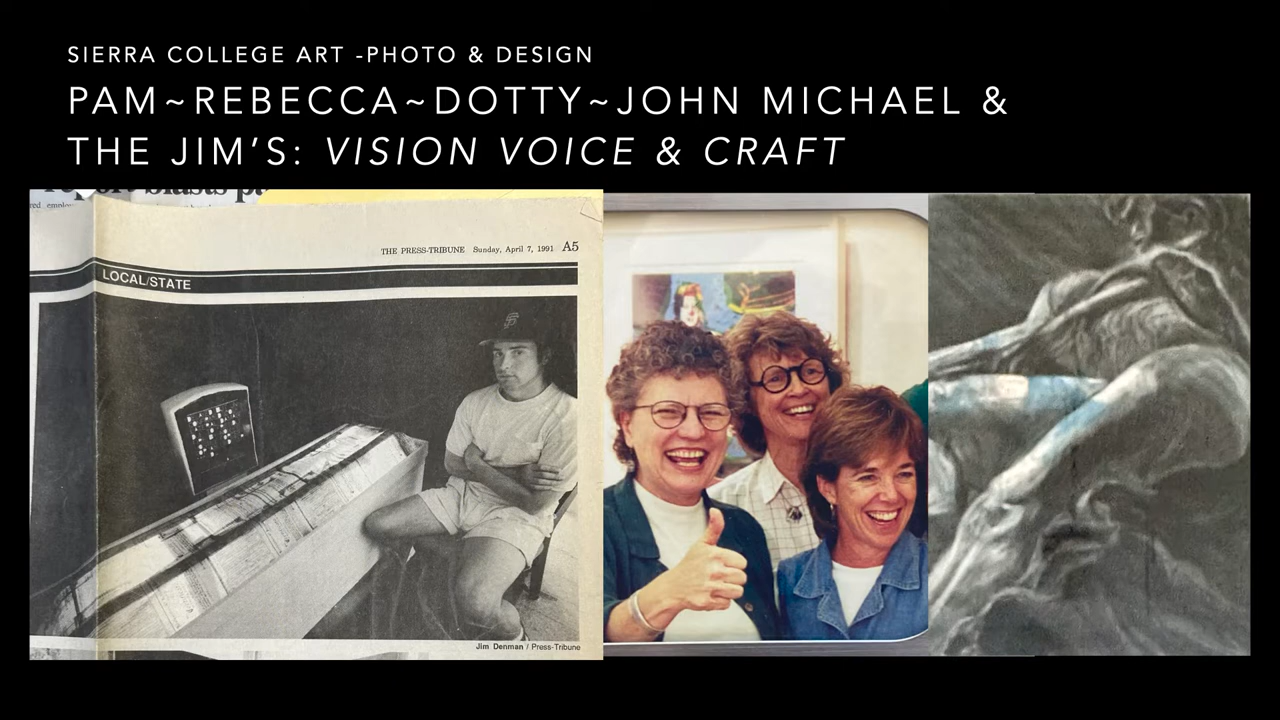 SIERRA COLLEGE ART -PHOTO & DESIGN
PAM~REBECCA~DOTTY~JOHN MICHAEL &
THE JIM'S: VISION VOICE & CRAFT
THE PRESS-TRIBUNE Sunday, April 7, 1991 A5
LOCAL/STATE
Jim Denman / Press-Tribune